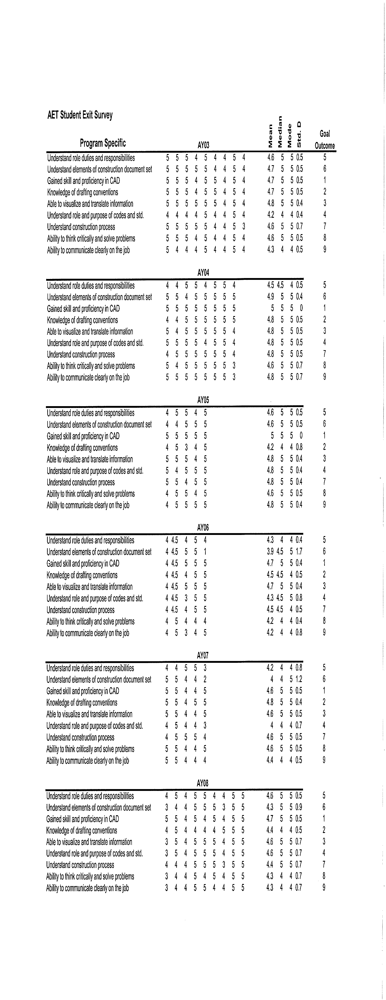 AET Student Exit Survey
Program Specific AY03 Mean Median Mode Std. D Goal Outcome
Understand role duties and responsibilities 5 5 5 4 5 4 4 5 4 4.6 5 5 0.5 5
Understand elements of construction document set 5 5 5 5 5 4 4 5 4 4.7 5 5 0.5 6
Gained skill and proficiency in CAD 5 5 5 4 5 5 4 5 4 4.7 5 5 0.5 1
Knowledge of drafting conventions 5 5 5 4 5 5 4 5 4 4.7 5 5 0.5 2
Able to visualize and translate information 5 5 5 5 5 5 4 5 4 4.8 5 5 0.4 3
Understand role and purpose of codes and std. 4 4 4 4 5 4 4 5 4 4.2 4 4 0.4 4
Understand construction process 5 5 5 5 5 4 4 5 3 4.6 5 5 0.7 7
Ability to think critically and solve problems 5 5 5 4 5 4 4 5 4 4.6 5 5 0.5 8
Ability to communicate clearly on the job 5 4 4 4 5 4 4 5 4 4.3 4 4 0.5 9
AY04
Understand role duties and responsibilities 4 4 5 5 4 5 5 4 4.5 4.5 4 0.5 5
Understand elements of construction document set 5 5 4 5 5 5 5 5 4.9 5 5 0.4 6
Gained skill and proficiency in CAD 5 5 5 5 5 5 5 5 5 5 5 0 1
Knowledge of drafting conventions 4 4 5 5 5 5 5 5 4.8 5 5 0.5 2
Able to visualize and translate information 5 4 5 5 5 5 5 4 4.8 5 5 0.5 3
Understand role and purpose of codes and std. 5 5 5 5 4 5 5 4 4.8 5 5 0.5 4
Understand construction process 4 5 5 5 5 5 5 4 4.8 5 5 0.5 7
Ability to think critically and solve problems 5 4 5 5 5 5 5 3 4.6 5 5 0.7 8
Ability to communicate clearly on the job 5 5 5 5 5 5 5 3 4.8 5 5 0.7 9
AY05
Understand role duties and responsibilities 4 5 5 4 5 4.6 5 5 0.5 5
Understand elements of construction document set 4 4 5 5 5 4.6 5 5 0.5 6
Gained skill and proficiency in CAD 5 5 5 5 5 5 5 5 0 1
Knowledge of drafting conventions 4 5 3 4 5 4.2 4 4 0.8 2
Able to visualize and translate information 5 5 5 4 5 4.8 5 5 0.4 3
Understand role and purpose of codes and std. 5 4 5 5 5 4.8 5 5 0.4 4
Understand construction process 5 5 4 5 5 4.8 5 5 0.4 7
Ability to think critically and solve problems 4 5 5 4 5 4.6 5 5 0.5 8
Ability to communicate clearly on the job 4 5 5 5 5 4.8 5 5 0.4 9
AY06
Understand role duties and responsibilities 4 4.5 4 5 4 4.3 4 4 0.4 5
Understand elements of construction document set 4 4.5 5 5 1 3.9 4.5 5 1.7 6
Gained skill and proficiency in CAD 4 4.5 5 5 5 4.7 5 5 0.4 1
Knowledge of drafting conventions 4 4.5 4 5 5 4.5 4.5 4 0.5 2
Able to visualize and translate information 4 4.5 5 5 5 4.7 5 5 0.4 3
Understand role and purpose of codes and std. 4 4.5 3 5 5 4.3 4.5 5 0.8 4
Understand construction process 4 4.5 4 5 5 4.5 4.5 4 0.5 7
Ability to think critically and solve problems 4 5 4 4 4 4.2 4 4 0.4 8
Ability to communicate clearly on the job 4 5 3 4 5 4.2 4 4 0.8 9
AY07
Understand role duties and responsibilities 4 4 5 5 3 4.2 4 4 0.8 5
Understand elements of construction document set 5 5 4 4 2 4 4 5 1.2 6
Gained skill and proficiency in CAD 5 5 4 4 5 4.6 5 5 0.5 1
Knowledge of drafting conventions 5 5 4 5 5 4.8 5 5 0.4 2
Able to visualize and translate information 5 5 4 4 5 4.6 5 5 0.5 3
Understand role and purpose of codes and std. 4 5 4 4 3 4 4 4 0.7 4
Understand construction process 4 5 5 5 4 4.6 5 5 0.5 7
Ability to think critically and solve problems 5 5 4 4 5 4.6 5 5 0.5 8
Ability to communicate clearly on the job 5 5 4 4 4 4.4 4 4 0.5 9
AY08
Understand role duties and responsibilities 4 5 4 5 5 4 4 5 5 4.6 5 5 0.5 5
Understand elements of construction document set 3 4 4 5 5 5 3 5 5 4.3 5 5 0.9 6
Gained skill and proficiency in CAD 5 5 4 5 4 5 4 5 5 4.7 5 5 0.5 1
Knowledge of drafting conventions 4 5 4 4 4 4 5 5 5 4.4 4 4 0.5 2
Able to visualize and translate information 3 5 4 5 5 5 4 5 5 4.6 5 5 0.7 3
Understand role and purpose of codes and std. 3 5 4 5 5 5 4 5 5 4.6 5 5 0.7 4
Understand construction process 4 4 4 5 5 5 3 5 5 4.4 5 5 0.7 7
Ability to think critically and solve problems 3 4 4 5 4 5 4 5 5 4.3 4 4 0.7 8
Ability to communicate clearly on the job 3 4 4 5 5 4 4 5 5 4.3 4 4 0.7 9